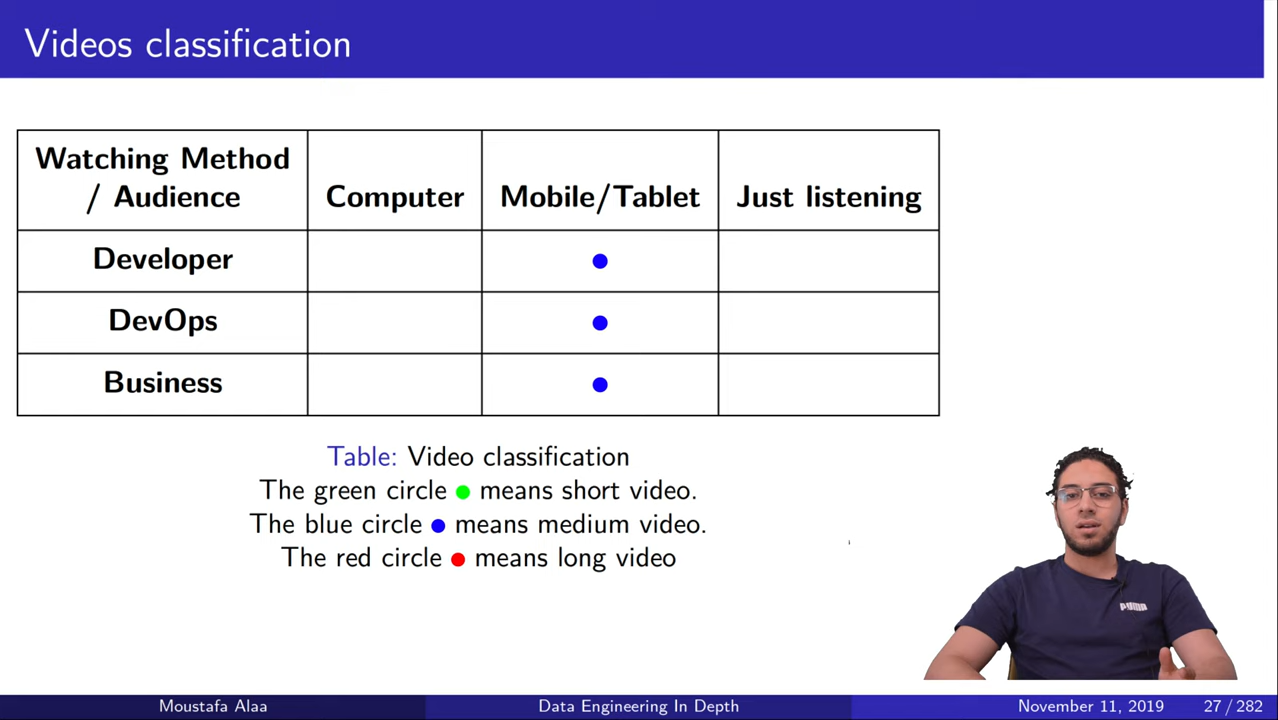 Videos classification
Watching Method
/ Audience
Computer
Mobile/Tablet
Just listening
Developer
DevOps
Business
Table: Video classification
The green circle ● means short video.
The blue circle ● means medium video.
The red circle ● means long video
PUMA
Moustafa Alaa
Data Engineering In Depth
November 11, 2019
27 / 282